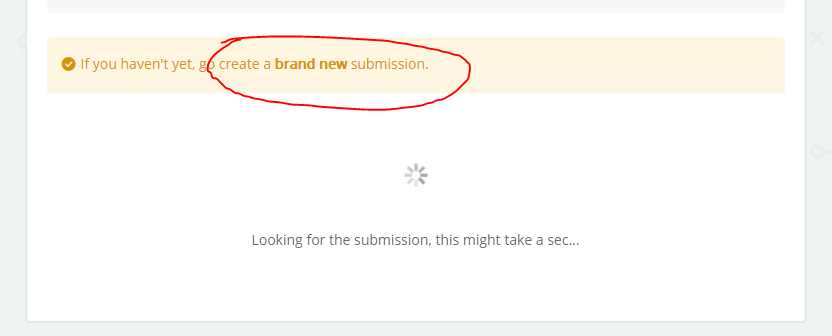 If you haven't yet, go create a brand new submission.
Looking for the submission, this might take a sec...